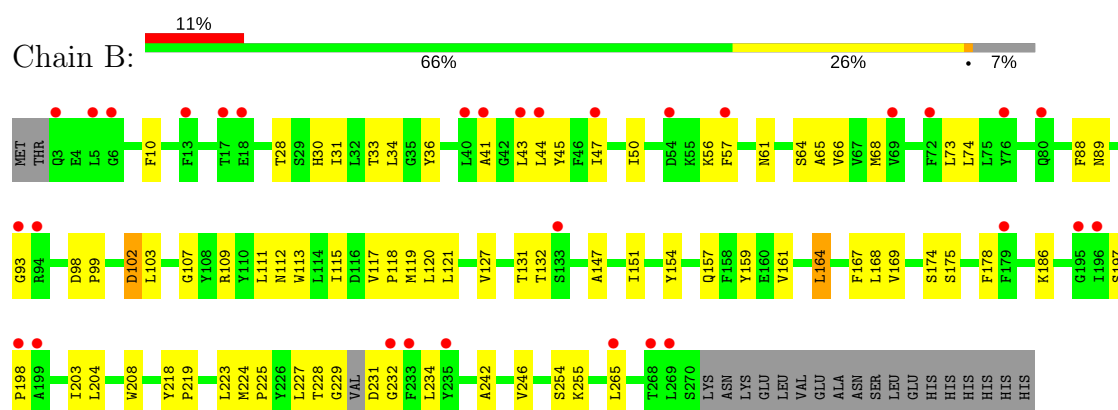 11%
Chain B:
66% 26% • 7%
MET THR Q3 E4 L5 G6 F10 F13 T17 E18 T28 S29 H30 I31 L32 T33 L34 G35 Y36 L40 A41 G42 L43 L44 Y45 F46 I47 I50 D54 K55 K56 F57 N61 S64 A65 V66 V67 M68 V69 F72 L73 L74 L75 Y76 Q80 F88 N89
G93 R94 D98 P99 D102 L103 G107 Y108 R109 Y110 L111 N112 W113 L114 I115 D116 V117 P118 M119 L120 L121 V127 T131 T132 S133 A147 I151 Y154 Q157 F158 Y159 E160 V161 L164 F167 L168 V169 S174 S175 F178 F179 K186 G195 I196 S197
P198 A199 I203 L204 W208 Y218 P219 L223 M224 P225 Y226 L227 T228 G229 VAL D231 G232 F233 L234 Y235 A242 V246 S254 K255 L265 T268 L269 S270 LYS ASN LYS GLU LEU VAL GLU ALA ASN SER LEU GLU HIS HIS HIS HIS HIS HIS